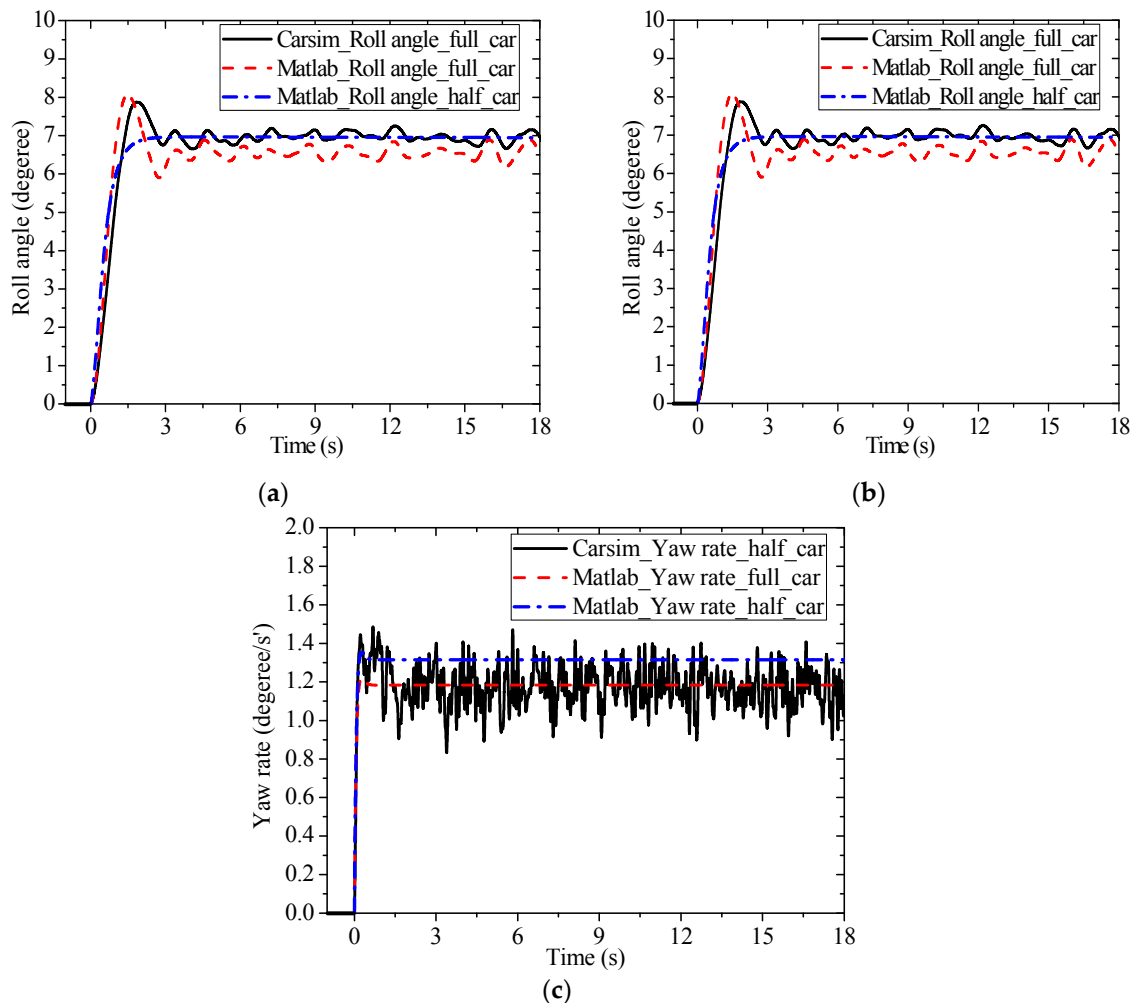 10
9
8
7
6
5
4
3
2
1
0
Roll angle (degeree)
Carsim_Roll angle_full_car
Matlab_Roll angle_full_car
Matlab_Roll angle_half_car
0 3 6 9 12 15 18
Time (s)
(a)
10
9
8
7
6
5
4
3
2
1
0
Roll angle (degeree)
Carsim_Roll angle_full_car
Matlab_Roll angle_full_car
Matlab_Roll angle_half_car
0 3 6 9 12 15 18
Time (s)
(b)
2.0
1.8
1.6
1.4
1.2
1.0
0.8
0.6
0.4
0.2
0.0
Yaw rate (degeree/s')
Carsim_Yaw rate_half_car
Matlab_Yaw rate_full_car
Matlab_Yaw rate_half_car
0 3 6 9 12 15 18
Time (s)
(c)